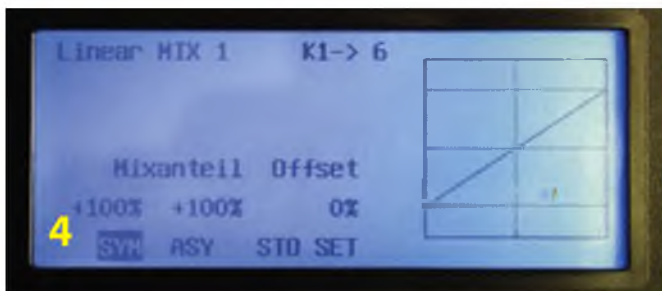 Linear MIX 1 K1-> 6
Mixanteil Offset
+100% +100% 0%
4 SYM ASY STO SET